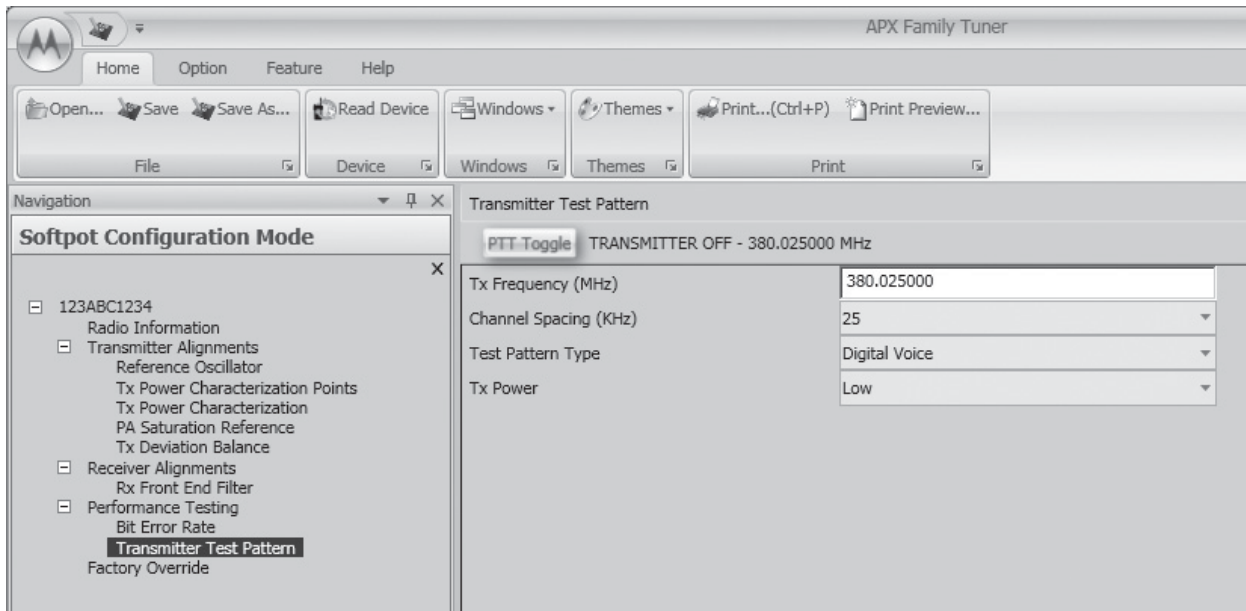 APX Family Tuner
Home Option Feature Help
Open... Save Save As... Read Device Windows Themes Print...(Ctrl+P) Print Preview...
File Device Windows Themes Print
Navigation
Softpot Configuration Mode
123ABC1234
Radio Information
Transmitter Alignments
Reference Oscillator
Tx Power Characterization Points
Tx Power Characterization
PA Saturation Reference
Tx Deviation Balance
Receiver Alignments
Rx Front End Filter
Performance Testing
Bit Error Rate
Transmitter Test Pattern
Factory Override
Transmitter Test Pattern
PTT Toggle TRANSMITTER OFF - 380.025000 MHz
Tx Frequency (MHz) 380.025000
Channel Spacing (KHz) 25
Test Pattern Type Digital Voice
Tx Power Low